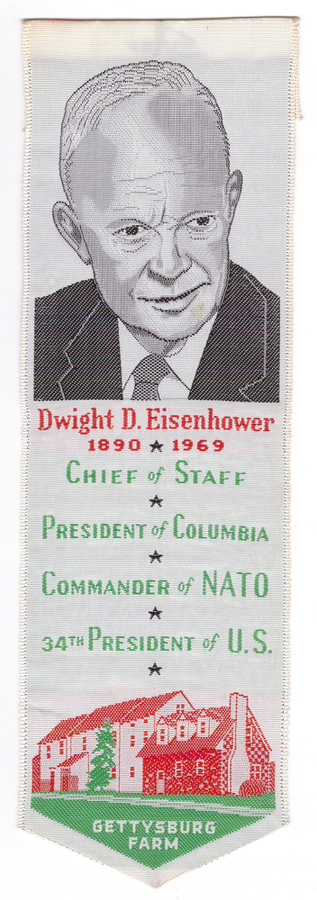 Dwight D. Eisenhower
1890 ★ 1969
CHIEF of STAFF
★
PRESIDENT of COLUMBIA
★
COMMANDER of NATO
★
34TH PRESIDENT of U.S.
★
GETTYSBURG
FARM